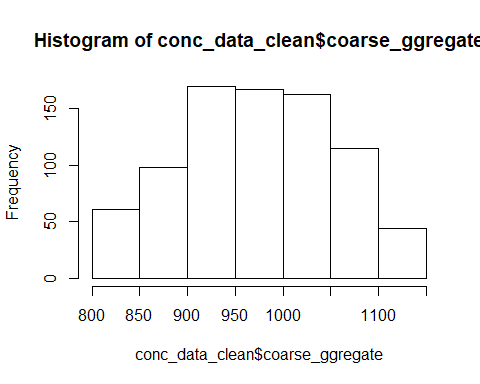 Histogram of conc_data_clean$coarse_ggregate
Frequency
150
100
50
0
800 850 900 950 1000 1100
conc_data_clean$coarse_ggregate